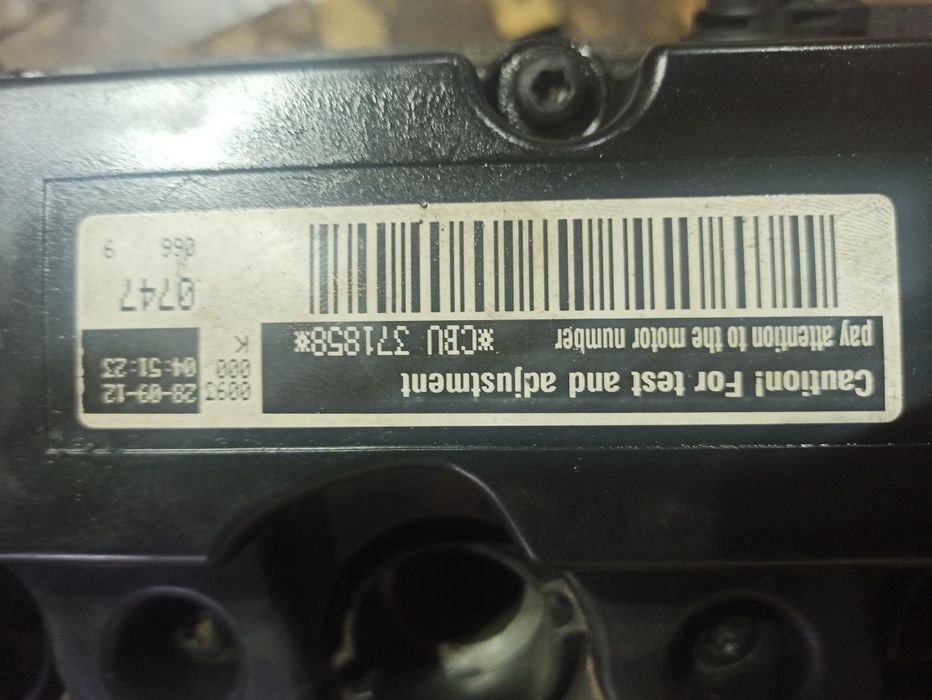 Caution! For test and adjustment
pay attention to the motor number *CBU 371858*
0093 28-09-12
000 04:51:23
K
0747
066 9